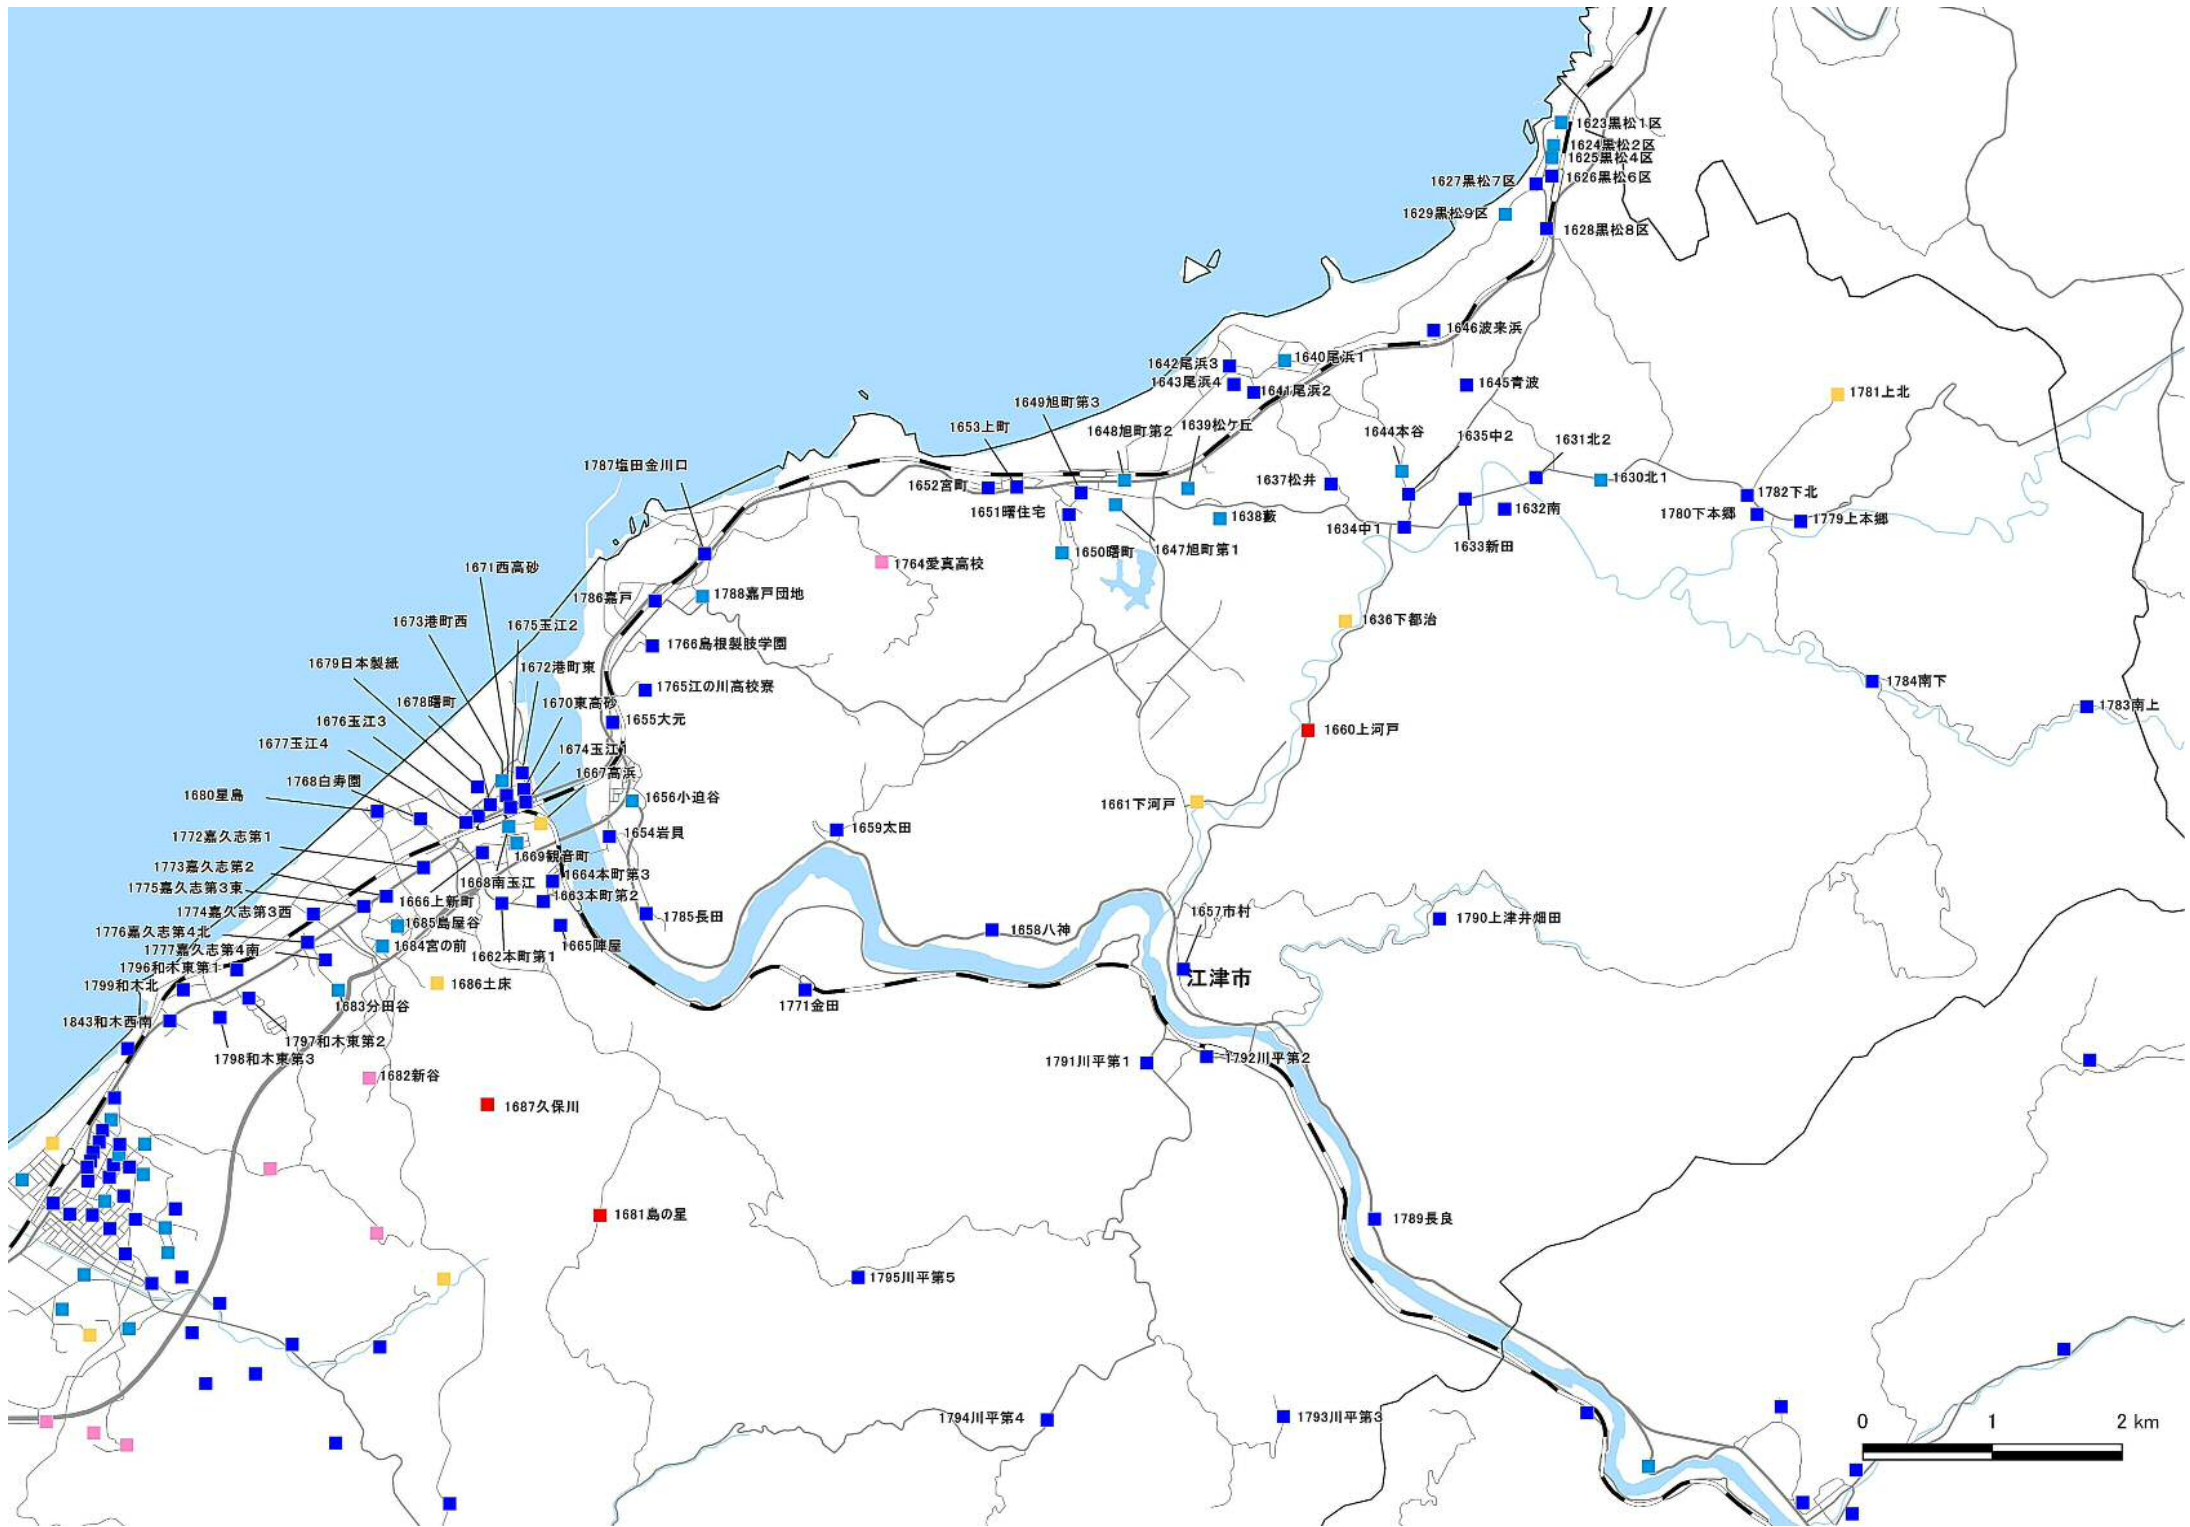 1623黒松1区
1624黒松2区
1625黒松4区
1627黒松7区
1626黒松6区
1629黒松9区
1628黒松8区
1646波来浜
1642尾浜3
1640尾浜1
1643尾浜4
1641尾浜2
1645青波
1781上北
1649旭町第3
1653上町
1648旭町第2
1639松ケ丘
1644本谷
1635中2
1631北2
1787塩田金川口
1652宮町
1637松井
1630北1
1782下北
1651曙住宅
1638藪
1634中1
1632南
1780下本郷
1779上本郷
1650曙町
1647旭町第1
1633新田
1764愛真高校
1671西高砂
1786嘉戸
1788嘉戸団地
1673港町西
1675玉江2
1636下都治
1766島根製肢学園
1679日本製紙
1672港町東
1784南下
1765江の川高校寮
1678曙町
1670東高砂
1783南上
1676玉江3
1655大元
1660上河戸
1677玉江4
1674玉江1
1667高浜
1768白寿園
1680星島
1656小迫谷
1661下河戸
1772嘉久志第1
1654岩貝
1659太田
1669観音町
1773嘉久志第2
1668南玉江
1664本町第3
1775嘉久志第3東
1666上新町
1663本町第2
1774嘉久志第3西
1685島屋谷
1785長田
1657市村
1790上津井畑田
1776嘉久志第4北
1684宮の前
1665陣屋
1658八神
1777嘉久志第4南
1662本町第1
1796和木東第1
江津市
1799和木北
1686土床
1683分田谷
1771金田
1843和木西南
1797和木東第2
1798和木東第3
1791川平第1
1792川平第2
1682新谷
1687久保川
1681島の星
1789長良
1795川平第5
1794川平第4
1793川平第3
0 1 2 km